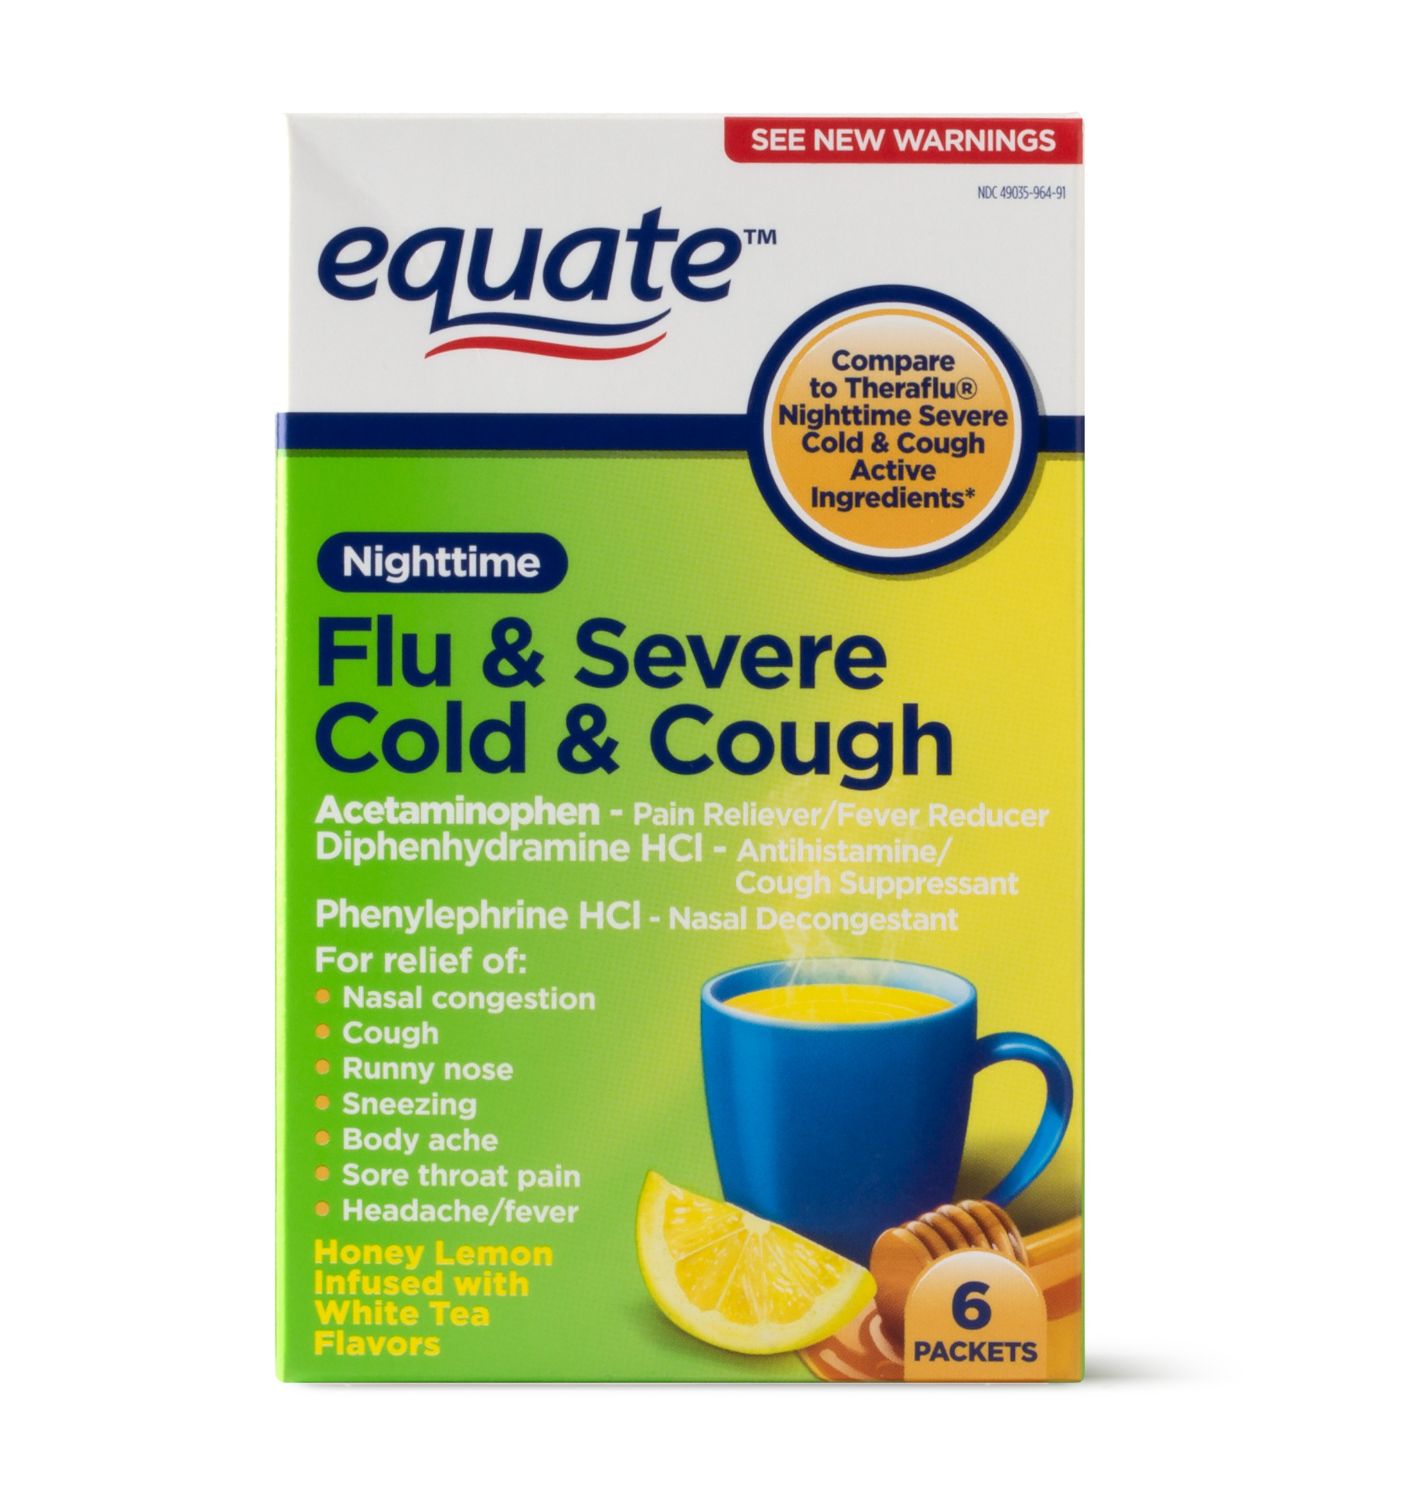 SEE NEW WARNINGS
NDC 49035-964-91
equate™
Compare
to Theraflu®
Nighttime Severe
Cold & Cough
Active
Ingredients*
Nighttime
Flu & Severe
Cold & Cough
Acetaminophen - Pain Reliever/Fever Reducer
Diphenhydramine HCl - Antihistamine/
Cough Suppressant
Phenylephrine HCl - Nasal Decongestant
For relief of:
• Nasal congestion
• Cough
• Runny nose
• Sneezing
• Body ache
• Sore throat pain
• Headache/fever
Honey Lemon
Infused with
White Tea
Flavors
6
PACKETS